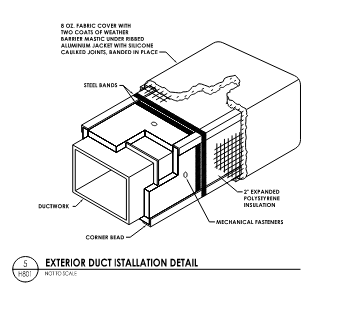 8 OZ. FABRIC COVER WITH
TWO COATS OF WEATHER
BARRIER MASTIC UNDER RIBBED
ALUMINUM JACKET WITH SILICONE
CAULKED JOINTS, BANDED IN PLACE
STEEL BANDS
2" EXPANDED
POLYSTYRENE
INSULATION
DUCTWORK
MECHANICAL FASTENERS
CORNER BEAD
5
H801
EXTERIOR DUCT ISTALLATION DETAIL
NOT TO SCALE